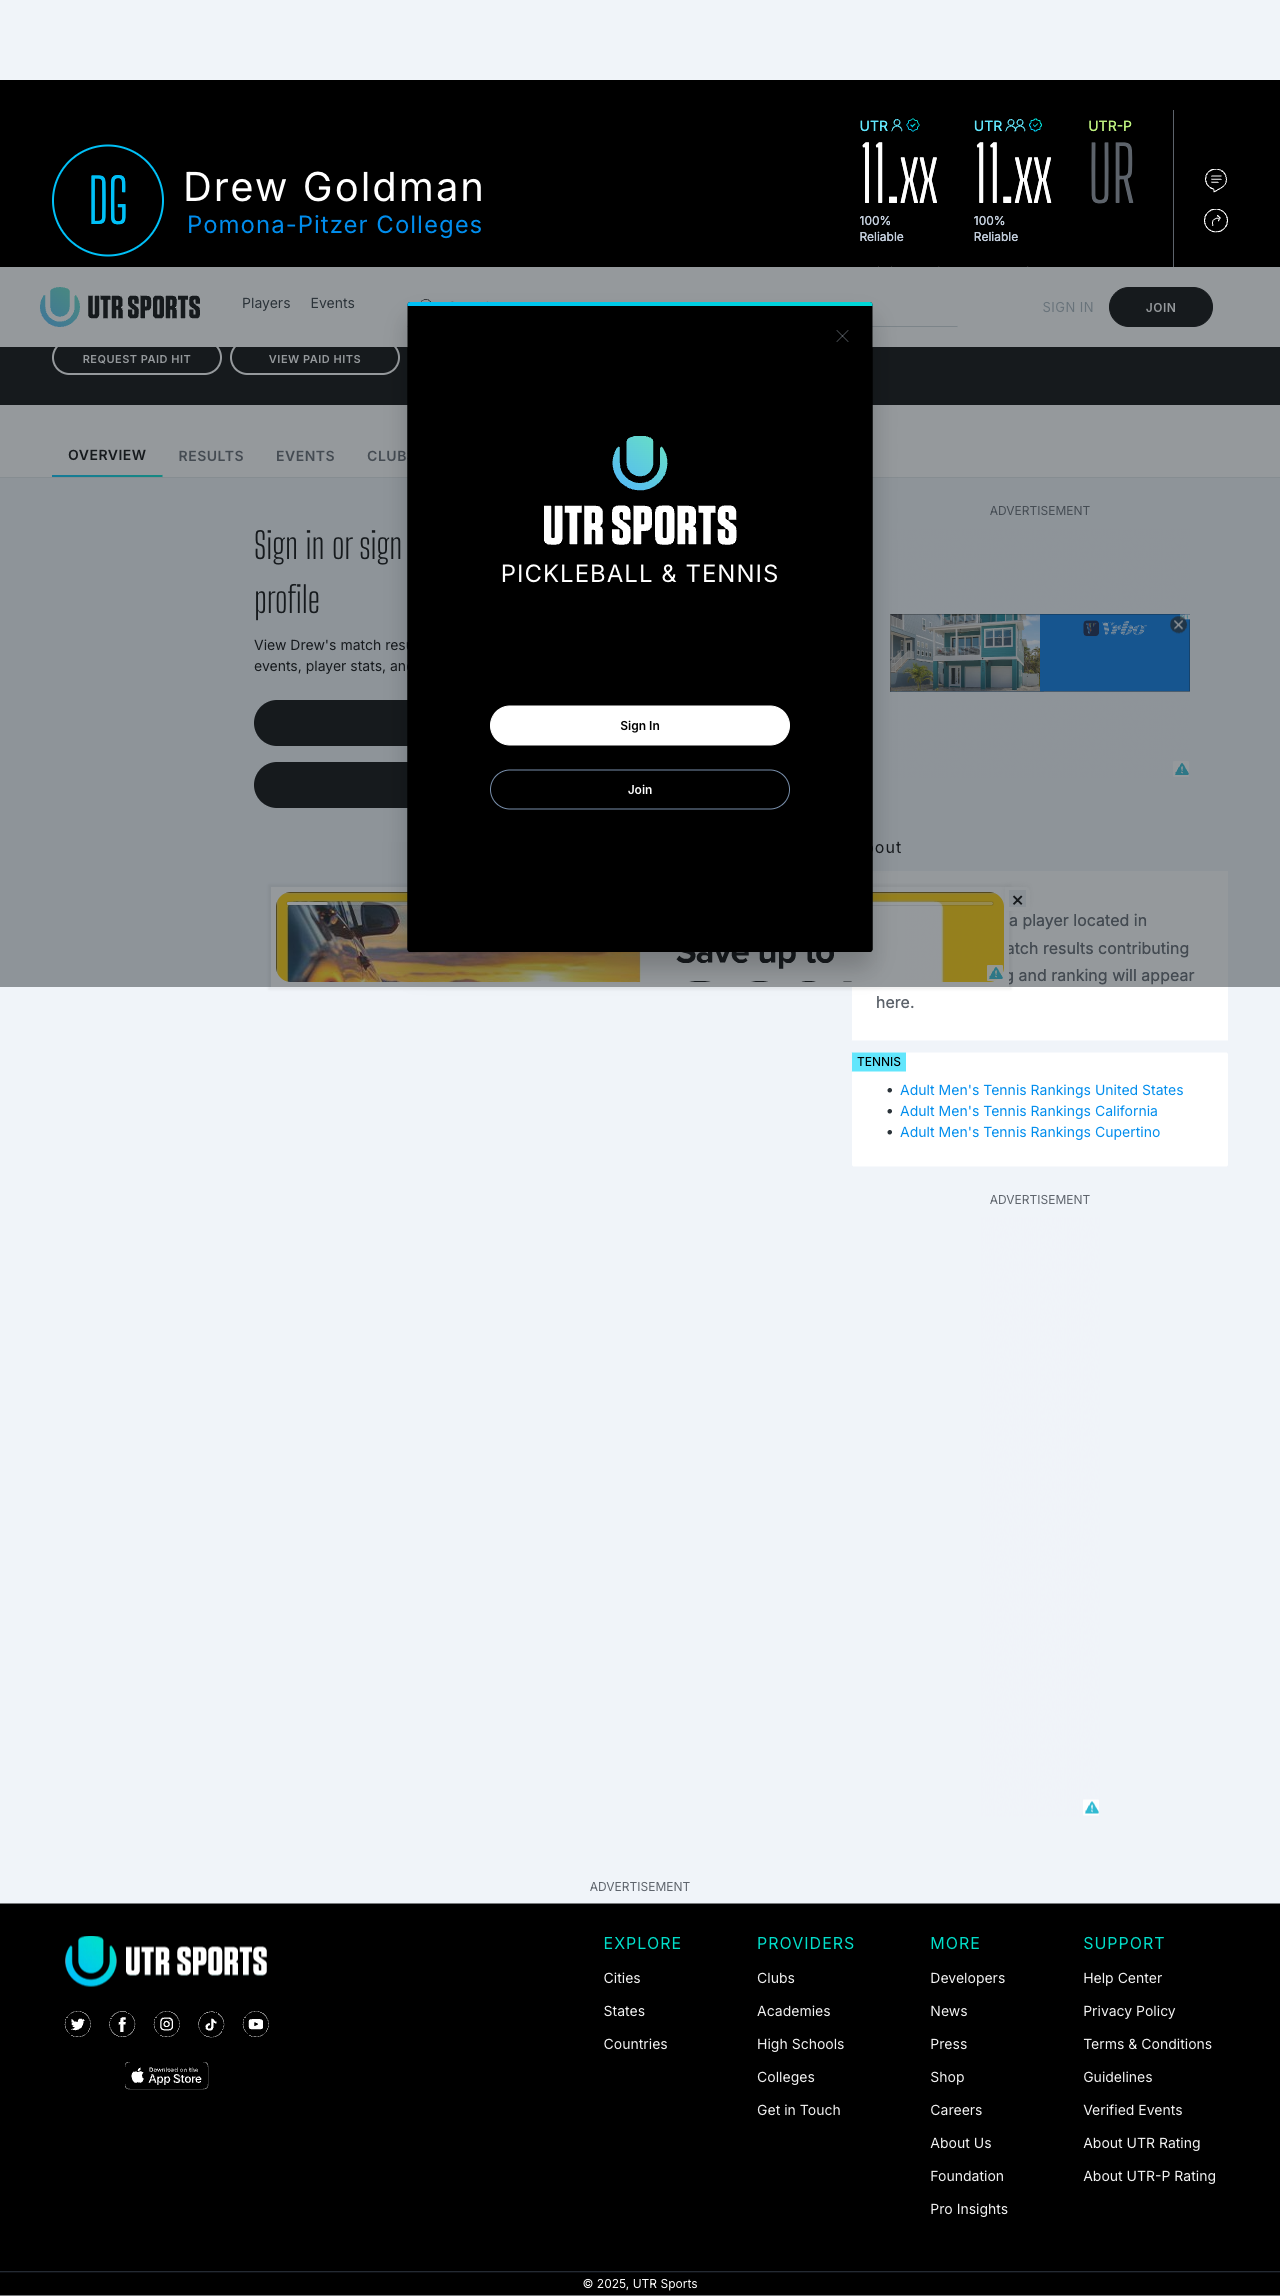 DG
Drew Goldman
Pomona-Pitzer Colleges
UTR
11.xx
100%
Reliable
UTR
11.xx
100%
Reliable
UTR-P
UR
UTR SPORTS
Players
Events
SIGN IN
JOIN
REQUEST PAID HIT
VIEW PAID HITS
OVERVIEW
RESULTS
EVENTS
CLUB
UTR SPORTS
PICKLEBALL & TENNIS
Sign In
Join
Sign in or sign
profile
View Drew's match
events, player stats,
ADVERTISEMENT
Vrbo
Save up to
a player located in
match results contributing
and ranking will appear
here.
TENNIS
• Adult Men's Tennis Rankings United States
• Adult Men's Tennis Rankings California
• Adult Men's Tennis Rankings Cupertino
ADVERTISEMENT
ADVERTISEMENT
UTR SPORTS
Download on the
App Store
EXPLORE
Cities
States
Countries
PROVIDERS
Clubs
Academies
High Schools
Colleges
Get in Touch
MORE
Developers
News
Press
Shop
Careers
About Us
Foundation
Pro Insights
SUPPORT
Help Center
Privacy Policy
Terms & Conditions
Guidelines
Verified Events
About UTR Rating
About UTR-P Rating
© 2025, UTR Sports